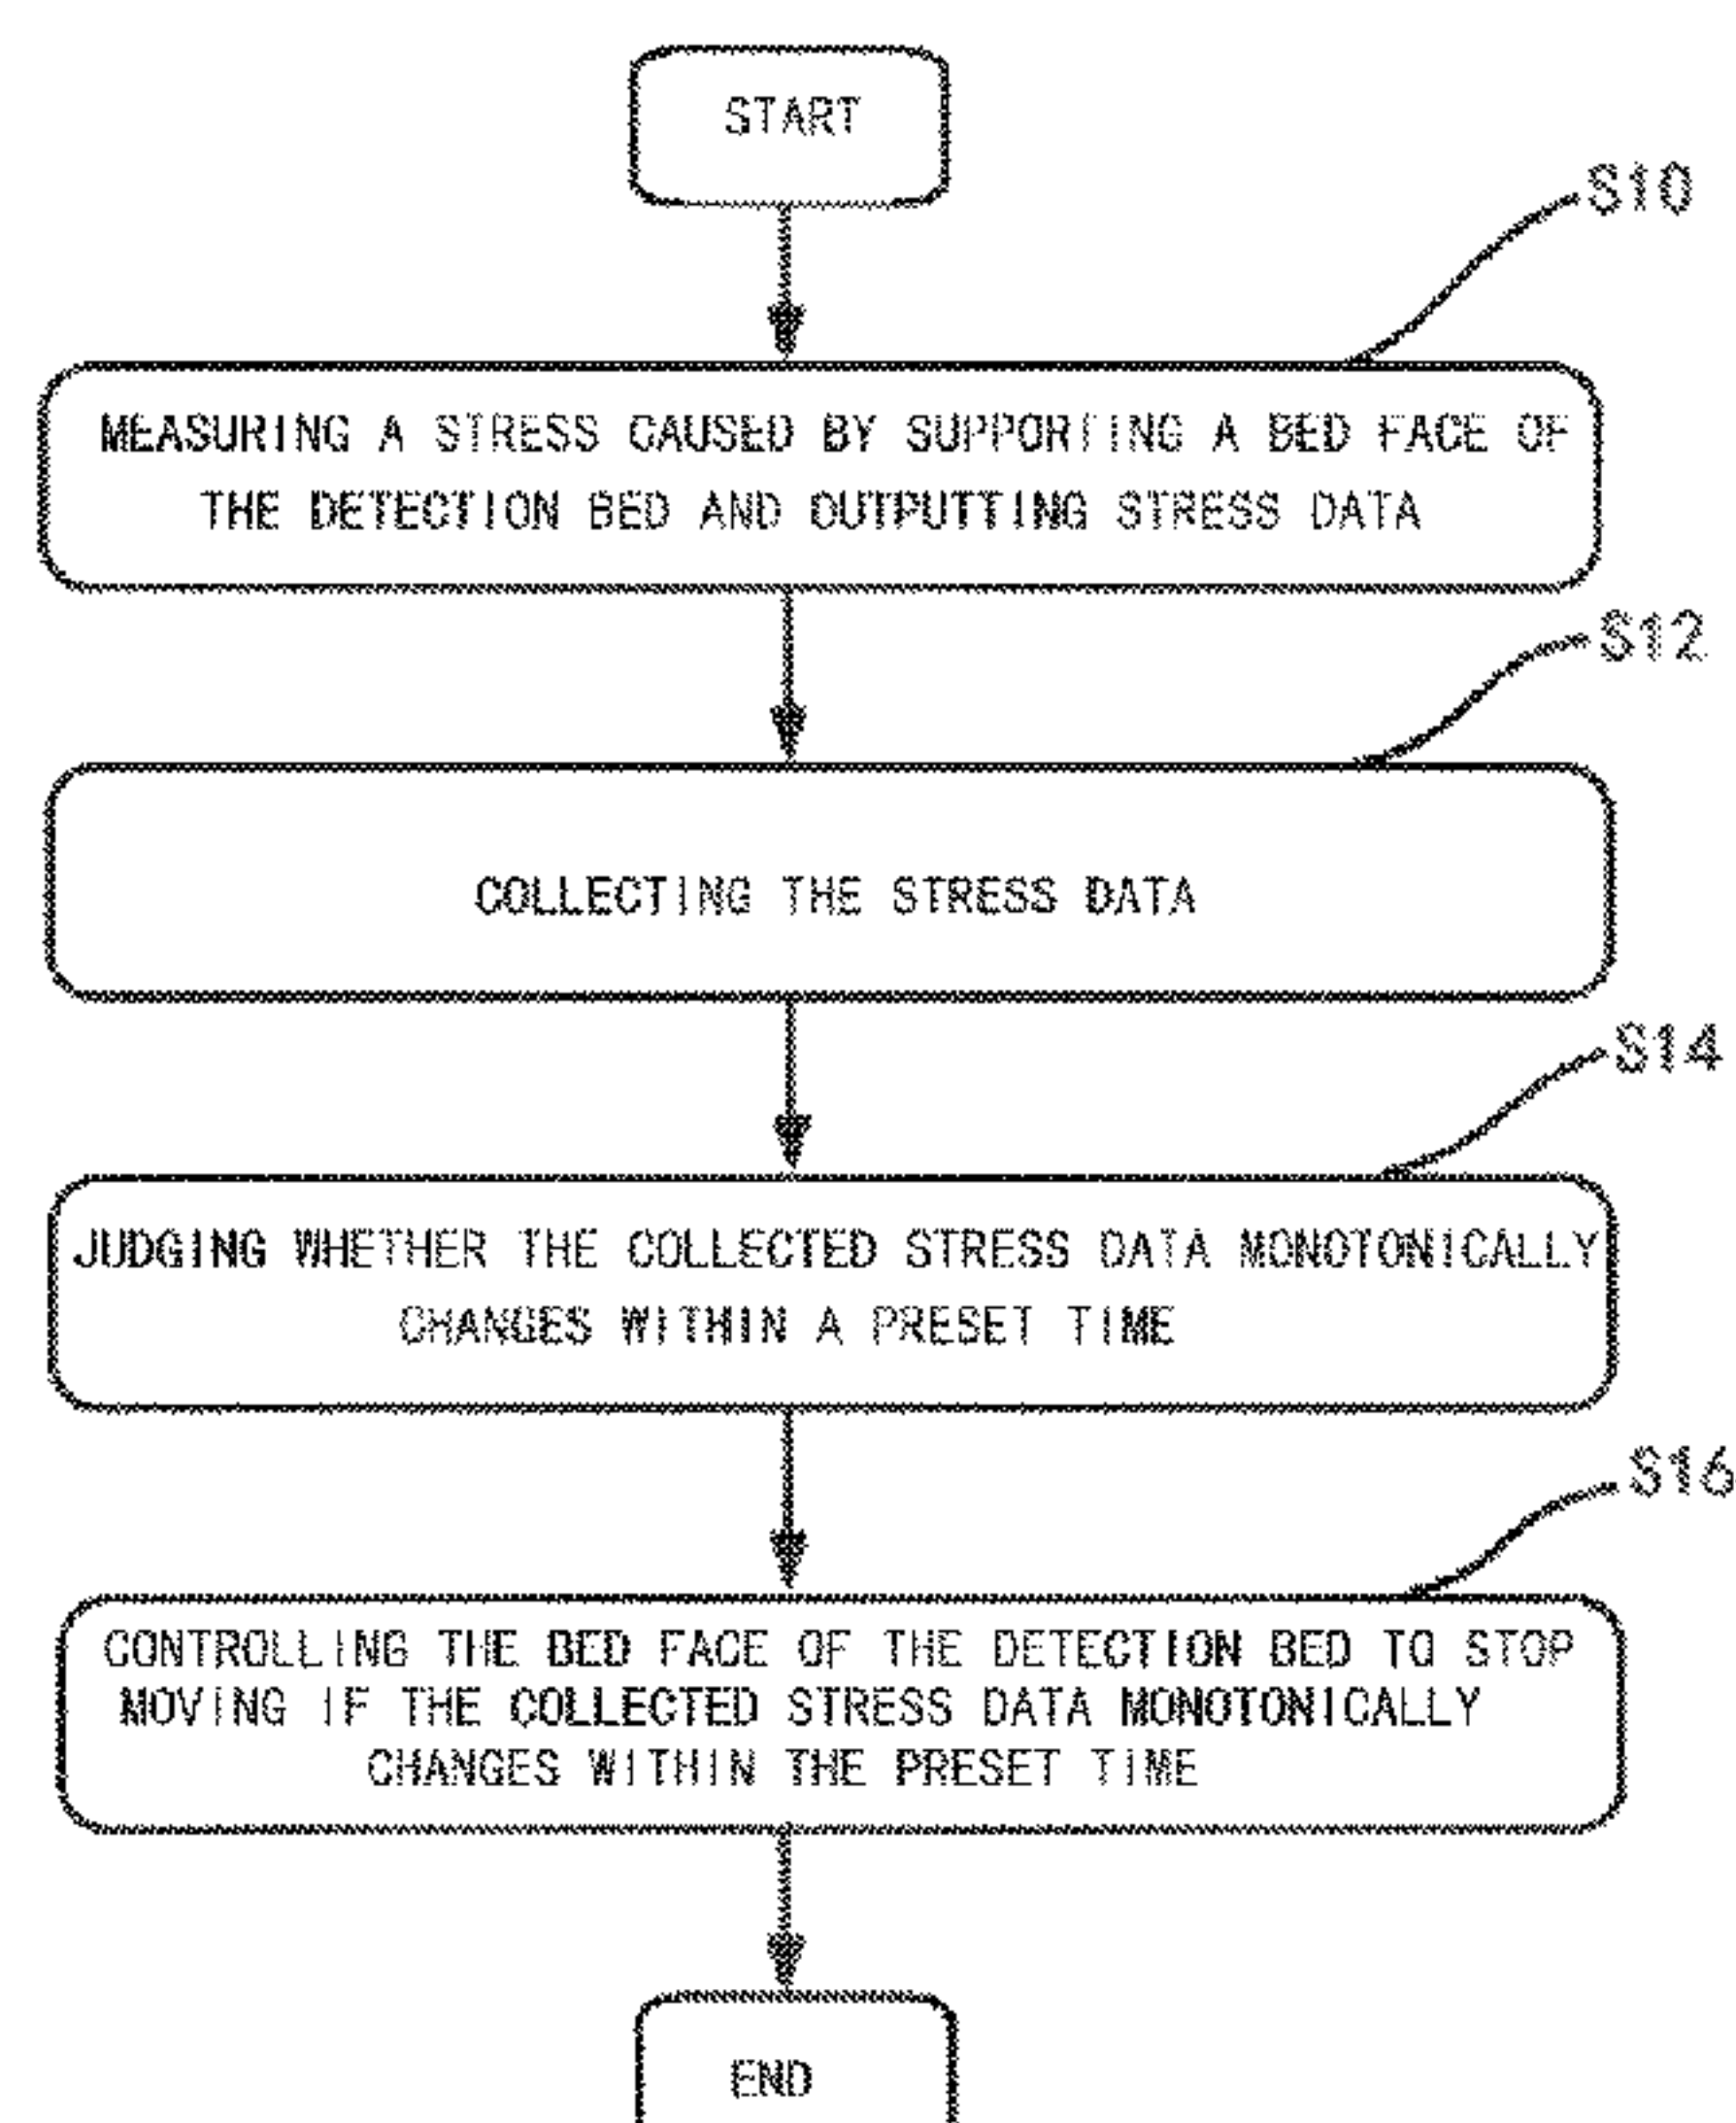 START
S10
MEASURING A STRESS CAUSED BY SUPPORTING A BED FACE OF
THE DETECTION BED AND OUTPUTTING STRESS DATA
S12
COLLECTING THE STRESS DATA
S14
JUDGING WHETHER THE COLLECTED STRESS DATA MONOTONICALLY
CHANGES WITHIN A PRESET TIME
S16
CONTROLLING THE BED FACE OF THE DETECTION BED TO STOP
MOVING IF THE COLLECTED STRESS DATA MONOTONICALLY
CHANGES WITHIN THE PRESET TIME
END